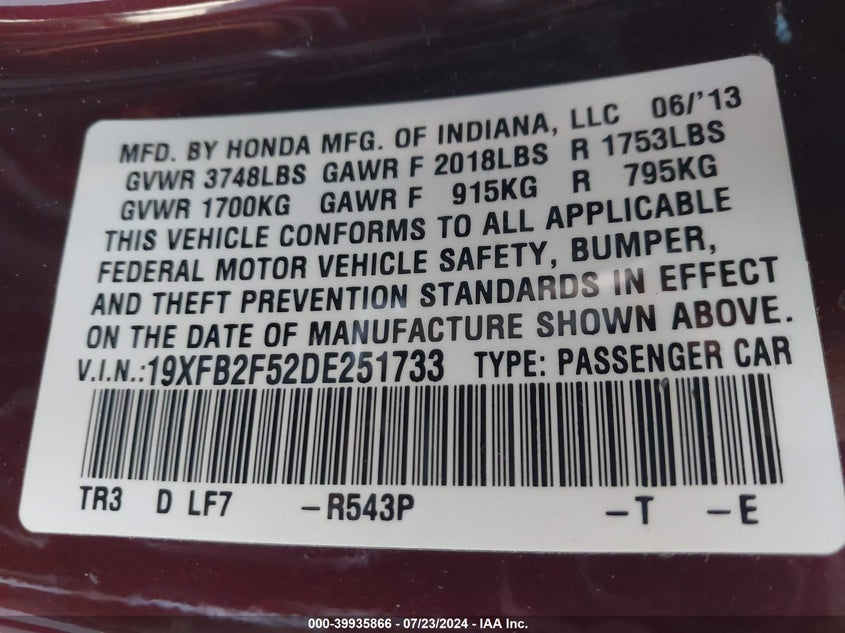 MFD. BY HONDA MFG. OF INDIANA, LLC 06/'13
GVWR 3748LBS GAWR F 2018LBS R 1753LBS
GVWR 1700KG GAWR F 915KG R 795KG
THIS VEHICLE CONFORMS TO ALL APPLICABLE
FEDERAL MOTOR VEHICLE SAFETY, BUMPER,
AND THEFT PREVENTION STANDARDS IN EFFECT
ON THE DATE OF MANUFACTURE SHOWN ABOVE.
V.I.N.:19XFB2F52DE251733 TYPE: PASSENGER CAR
TR3 D LF7 –R543P –T –E
000-39935866 - 07/23/2024 - IAA Inc.